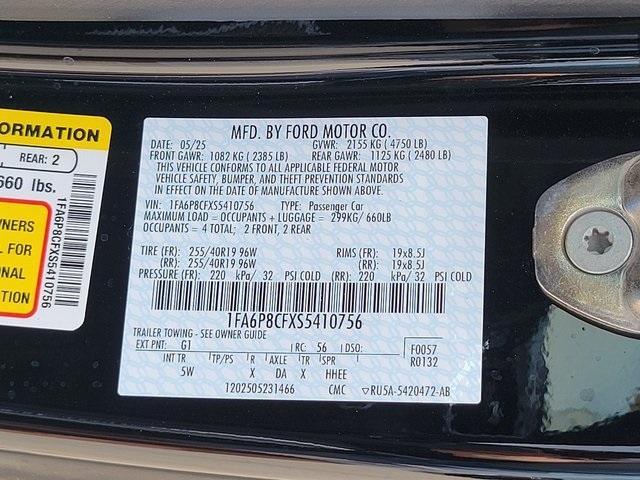 ORMATION
REAR: 2
660 lbs.
WNERS
L FOR
ONAL
TION
1FA6P8CFXS5410756
MFD. BY FORD MOTOR CO.
DATE: 05/25 GVWR: 2155 KG ( 4750 LB)
FRONT GAWR: 1082 KG ( 2385 LB) REAR GAWR: 1125 KG ( 2480 LB)
THIS VEHICLE CONFORMS TO ALL APPLICABLE FEDERAL MOTOR
VEHICLE SAFETY, BUMPER, AND THEFT PREVENTION STANDARDS
IN EFFECT ON THE DATE OF MANUFACTURE SHOWN ABOVE.
VIN: 1FA6P8CFXS5410756 TYPE: Passenger Car
MAXIMUM LOAD = OCCUPANTS + LUGGAGE = 299KG/ 660LB
OCCUPANTS = 4 TOTAL; 2 FRONT, 2 REAR
TIRE (FR): 255/40R19 96W RIMS (FR): 19x8.5J
(RR): 255/40R19 96W (RR): 19x8.5J
PRESSURE (FR): 220 kPa/ 32 PSI COLD (RR): 220 kPa/ 32 PSI COLD
1FA6P8CFXS5410756
TRAILER TOWING - SEE OWNER GUIDE
EXT PNT: G1 RC: 56 DSO: F0057
INT TR TP/PS R AXLE TR SPR R0132
5W X DA X HHEE
1202505231466 CMC ▽RU5A-5420472-AB